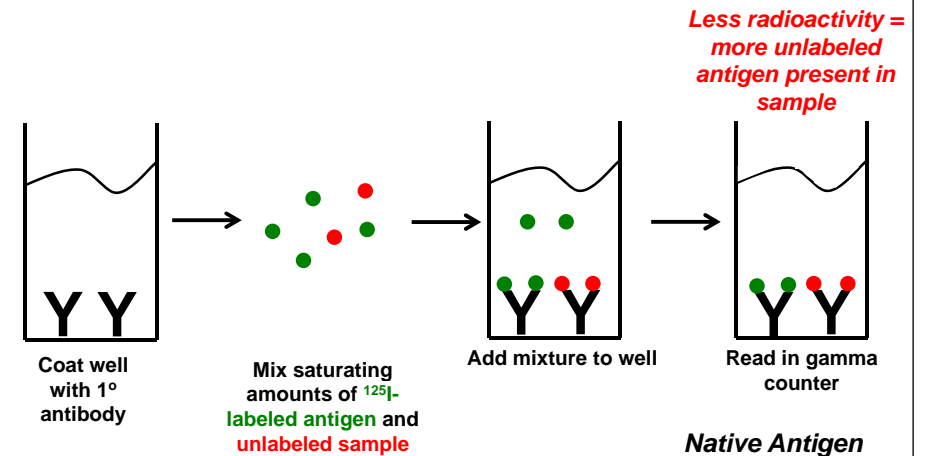 Less radioactivity =
more unlabeled
antigen present in
sample
Coat well
with 1º
antibody
Mix saturating
amounts of ¹²⁵I-
labeled antigen and
unlabeled sample
Add mixture to well
Read in gamma
counter
Native Antigen